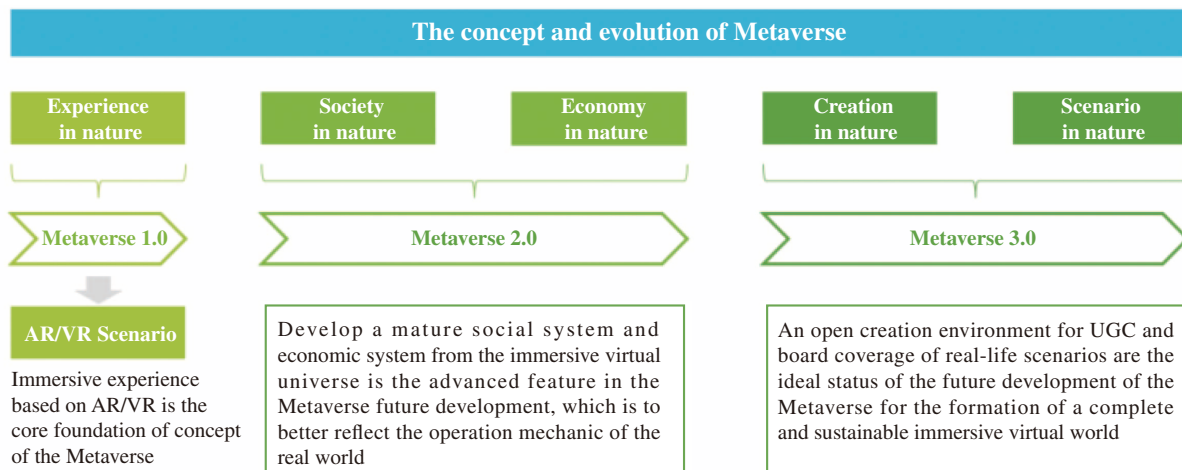 The concept and evolution of Metaverse
Experience
in nature
Society
in nature
Economy
in nature
Creation
in nature
Scenario
in nature
Metaverse 1.0
Metaverse 2.0
Metaverse 3.0
AR/VR Scenario
Immersive experience
based on AR/VR is the
core foundation of concept
of the Metaverse
Develop a mature social system and
economic system from the immersive virtual
universe is the advanced feature in the
Metaverse future development, which is to
better reflect the operation mechanic of the
real world
An open creation environment for UGC and
board coverage of real-life scenarios are the
ideal status of the future development of the
Metaverse for the formation of a complete
and sustainable immersive virtual world